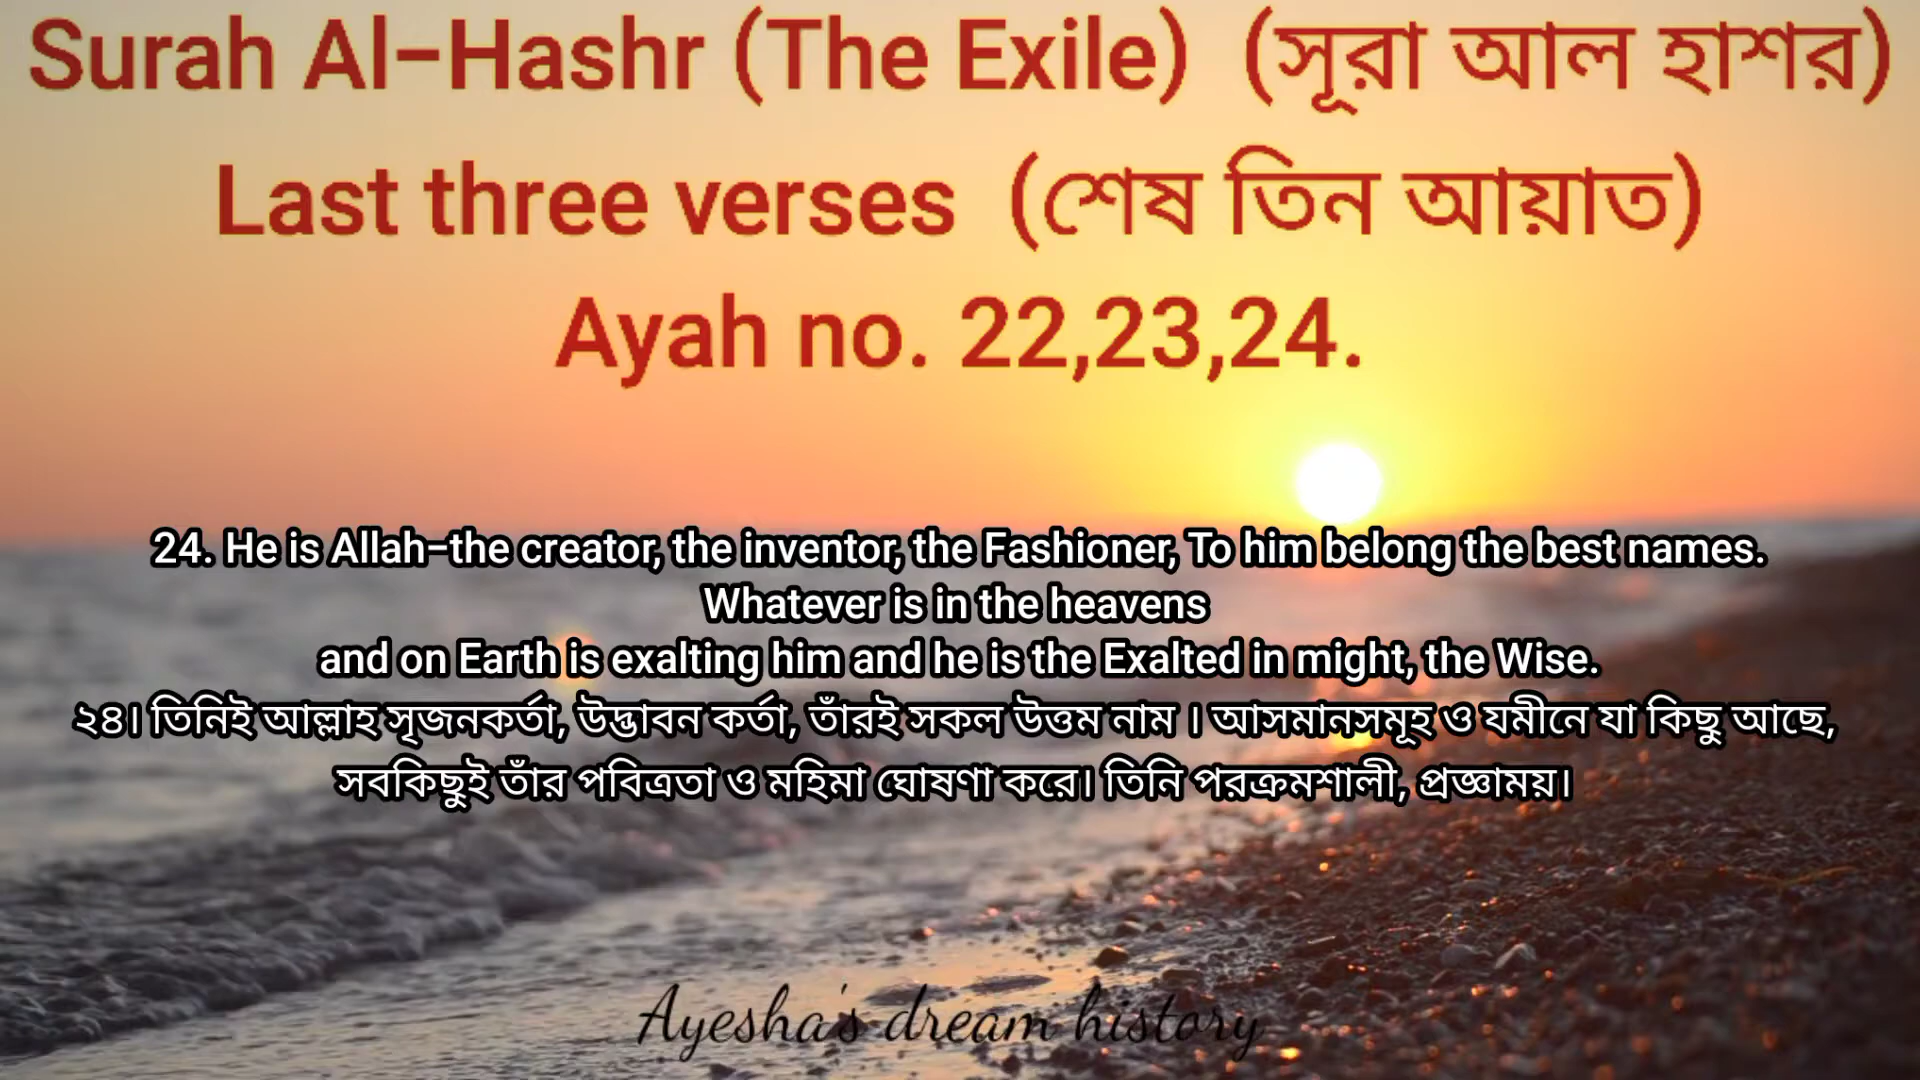 Surah Al-Hashr (The Exile) (সূরা আল হাশর)
Last three verses (শেষ তিন আয়াত)
Ayah no. 22,23,24.
24. He is Allah-the creator, the inventor, the Fashioner, To him belong the best names.
Whatever is in the heavens
and on Earth is exalting him and he is the Exalted in might, the Wise.
২৪। তিনিই আল্লাহ সৃজনকর্তা, উদ্ভাবন কর্তা, তাঁরই সকল উত্তম নাম । আসমানসমূহ ও যমীনে যা কিছু আছে,
সবকিছুই তাঁর পবিত্রতা ও মহিমা ঘোষণা করে। তিনি পরক্রমশালী, প্রজ্ঞাময়।
Ayesha's dream history